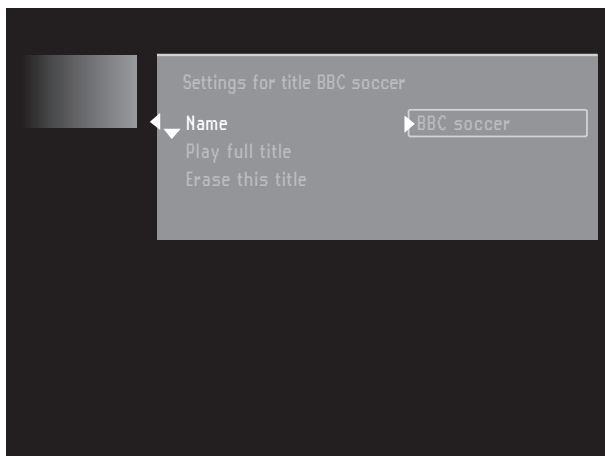 Settings for title BBC soccer
Name BBC soccer
Play full title
Erase this title